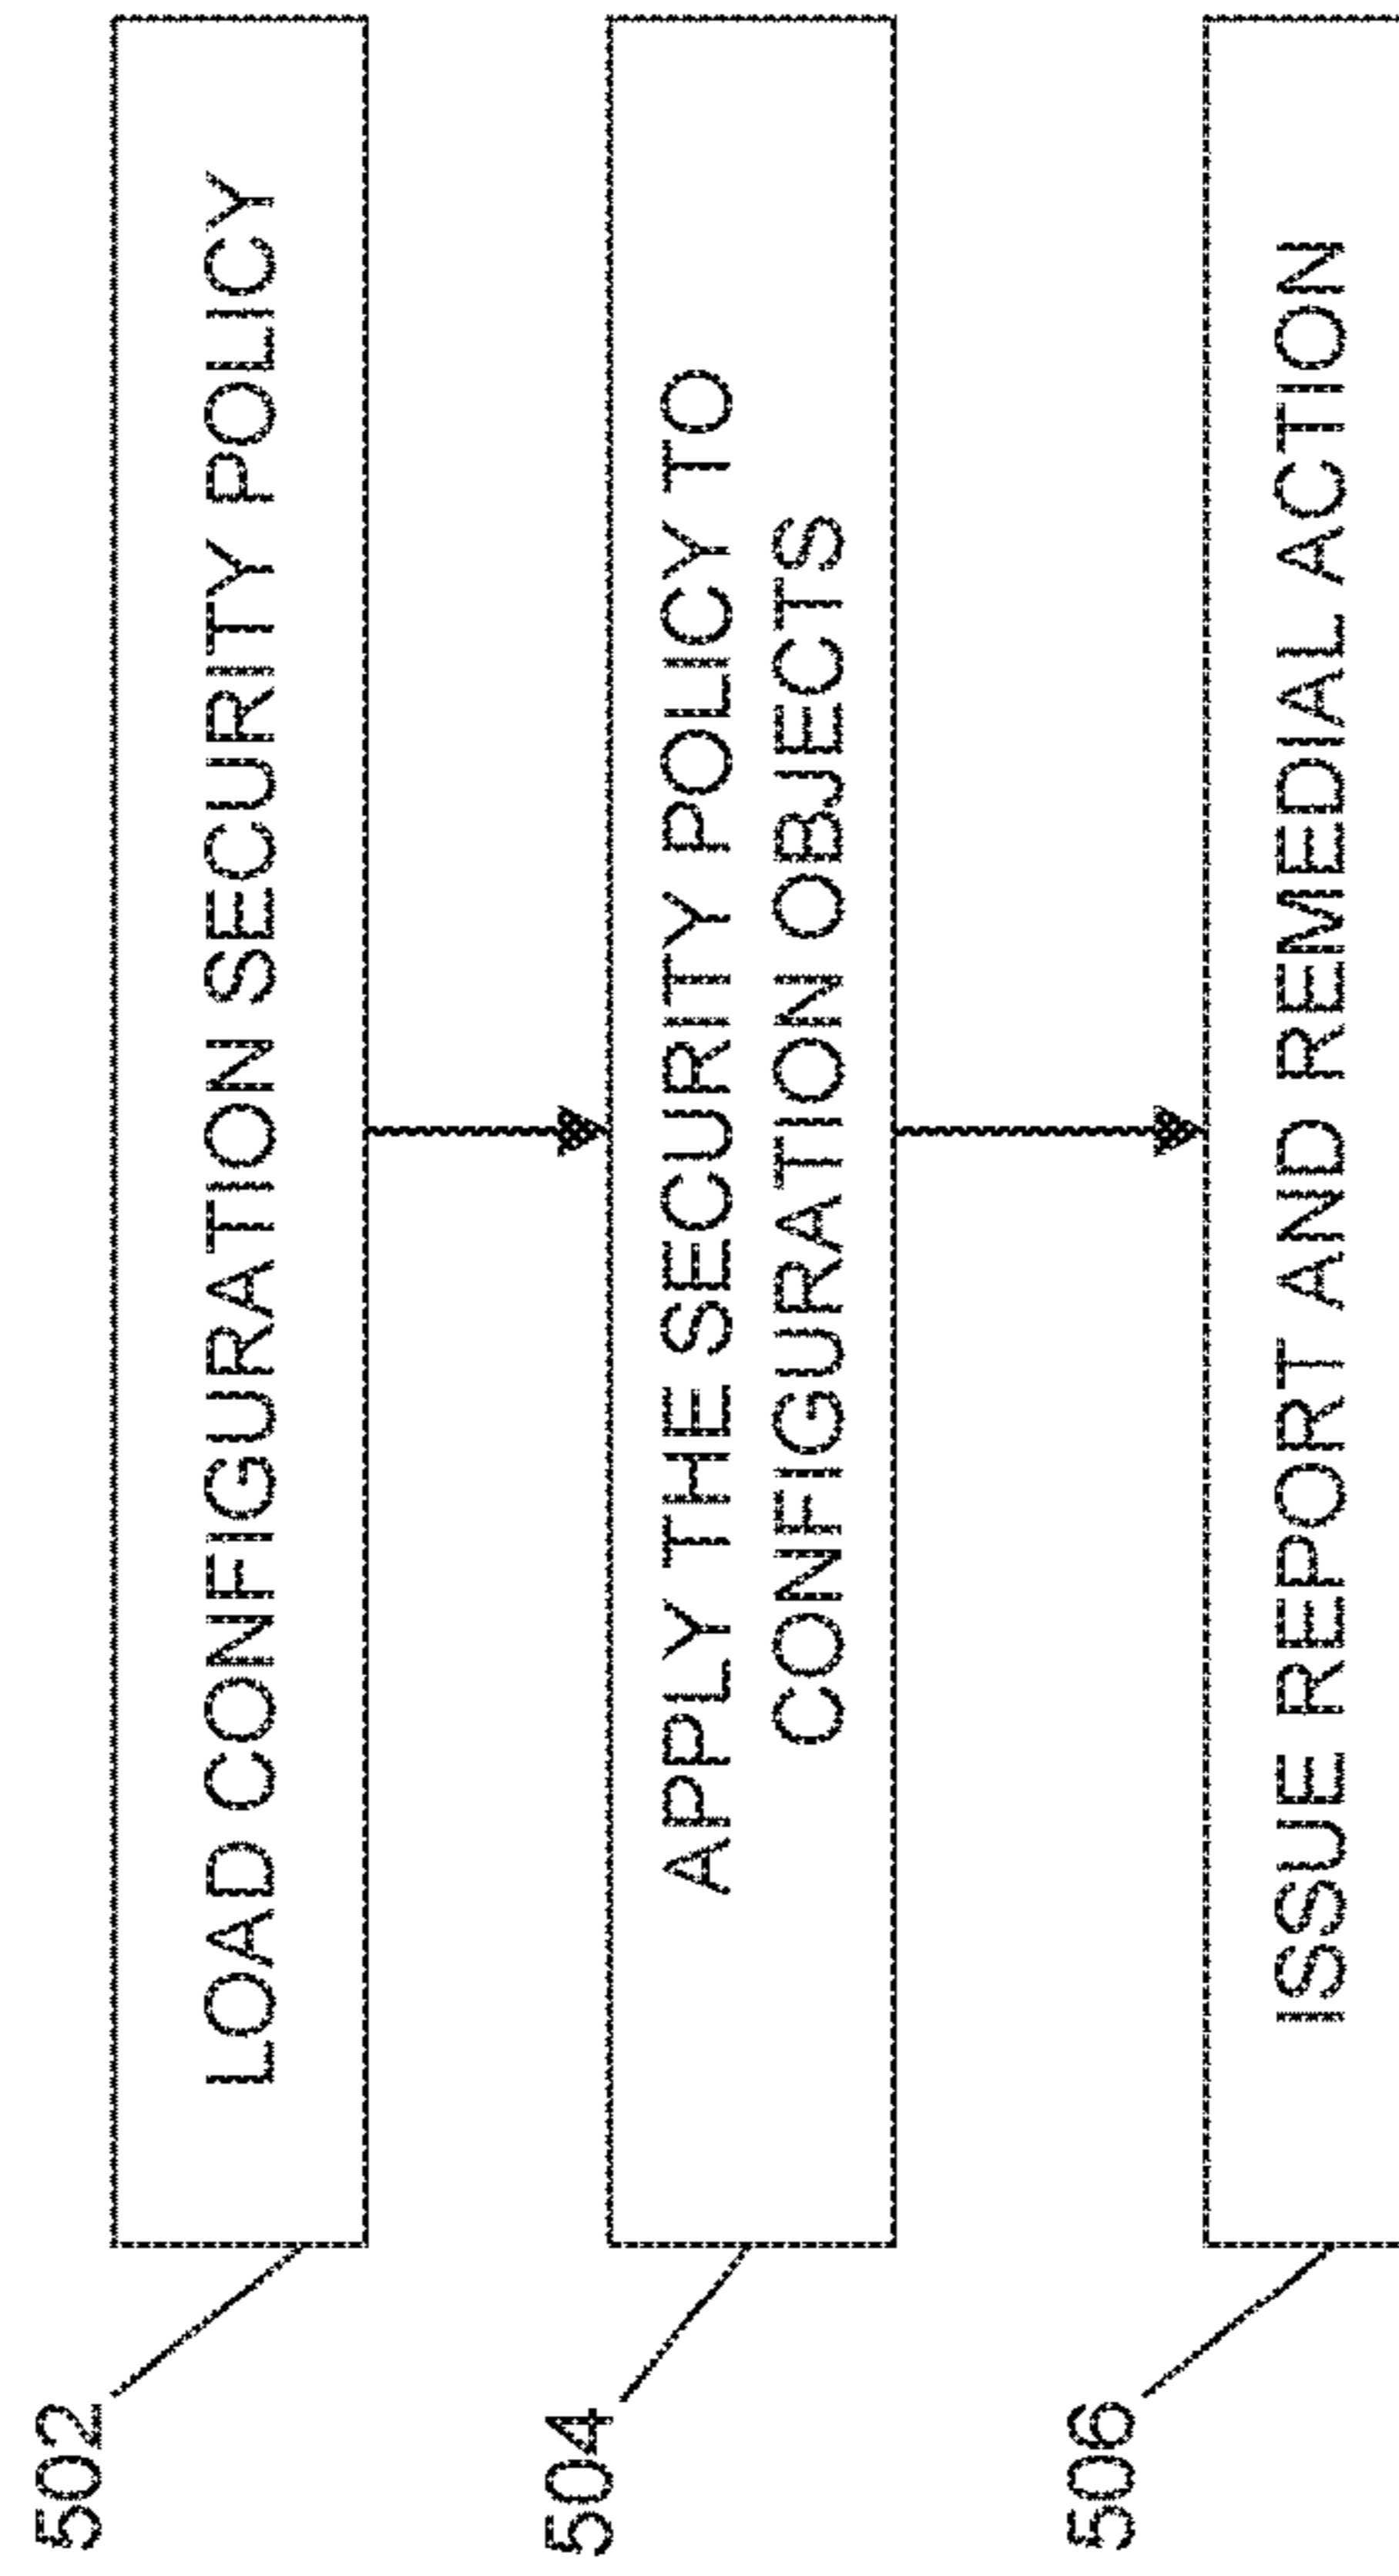 502
LOAD CONFIGURATION SECURITY POLICY
504
APPLY THE SECURITY POLICY TO
CONFIGURATION OBJECTS
506
ISSUE REPORT AND REMEDIAL ACTION